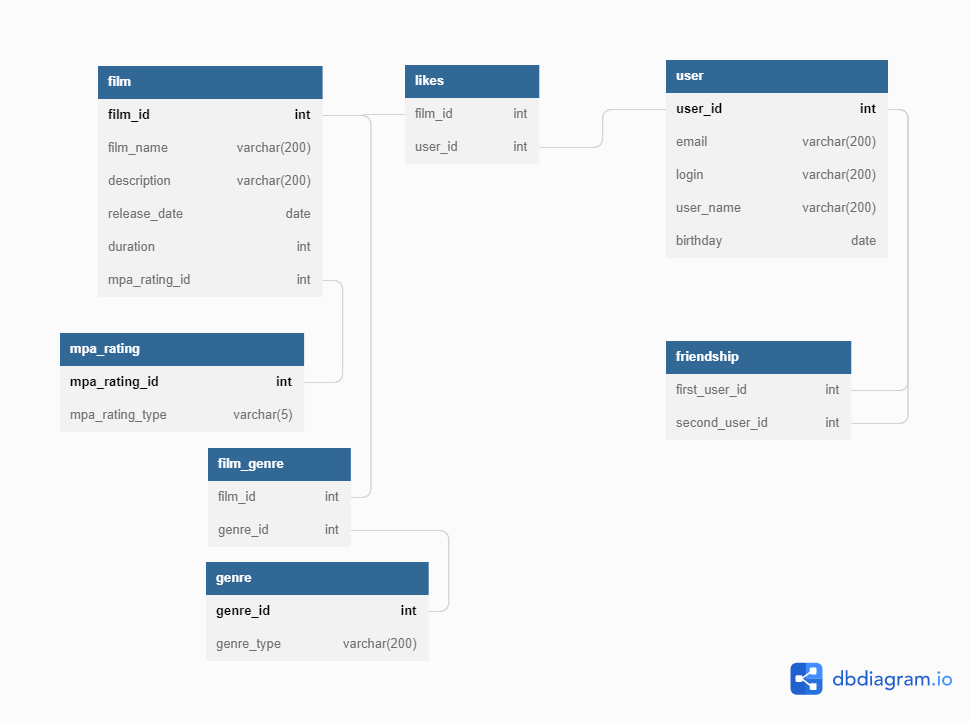 film
film_id int
film_name varchar(200)
description varchar(200)
release_date date
duration int
mpa_rating_id int
likes
film_id int
user_id int
user
user_id int
email varchar(200)
login varchar(200)
user_name varchar(200)
birthday date
mpa_rating
mpa_rating_id int
mpa_rating_type varchar(5)
friendship
first_user_id int
second_user_id int
film_genre
film_id int
genre_id int
genre
genre_id int
genre_type varchar(200)
dbdiagram.io